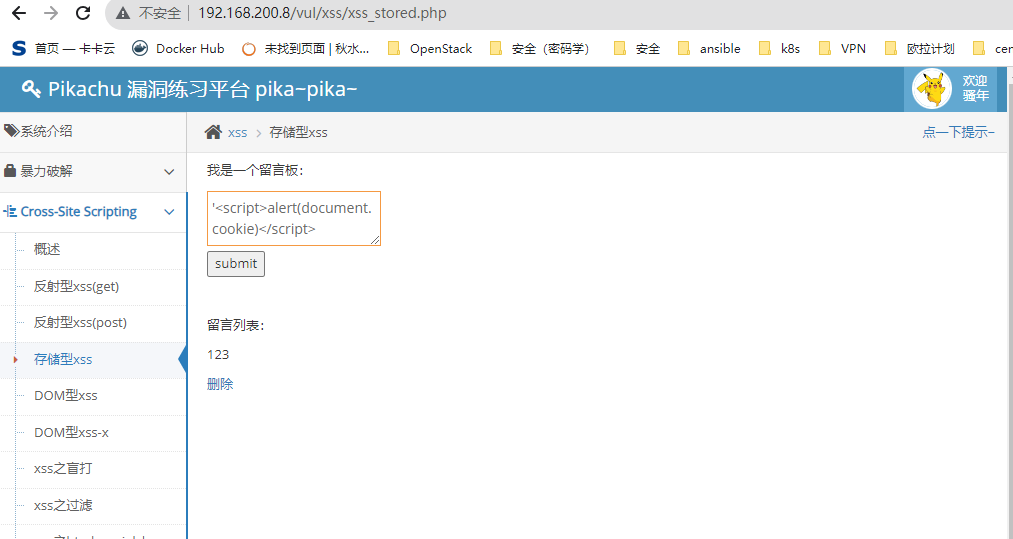 不安全 | 192.168.200.8/vul/xss/xss_stored.php
首页 — 卡卡云 Docker Hub 未找到页面 | 秋水... OpenStack 安全（密码学） 安全 ansible k8s VPN 欧拉计划 cen
Pikachu 漏洞练习平台 pika~pika~
欢迎
骚年
系统介绍
xss > 存储型xss
点一下提示~
暴力破解
Cross-Site Scripting
概述
反射型xss(get)
反射型xss(post)
存储型xss
DOM型xss
DOM型xss-x
xss之盲打
xss之过滤
我是一个留言板：
'<script>alert(document.
cookie)</script>
submit
留言列表：
123
删除